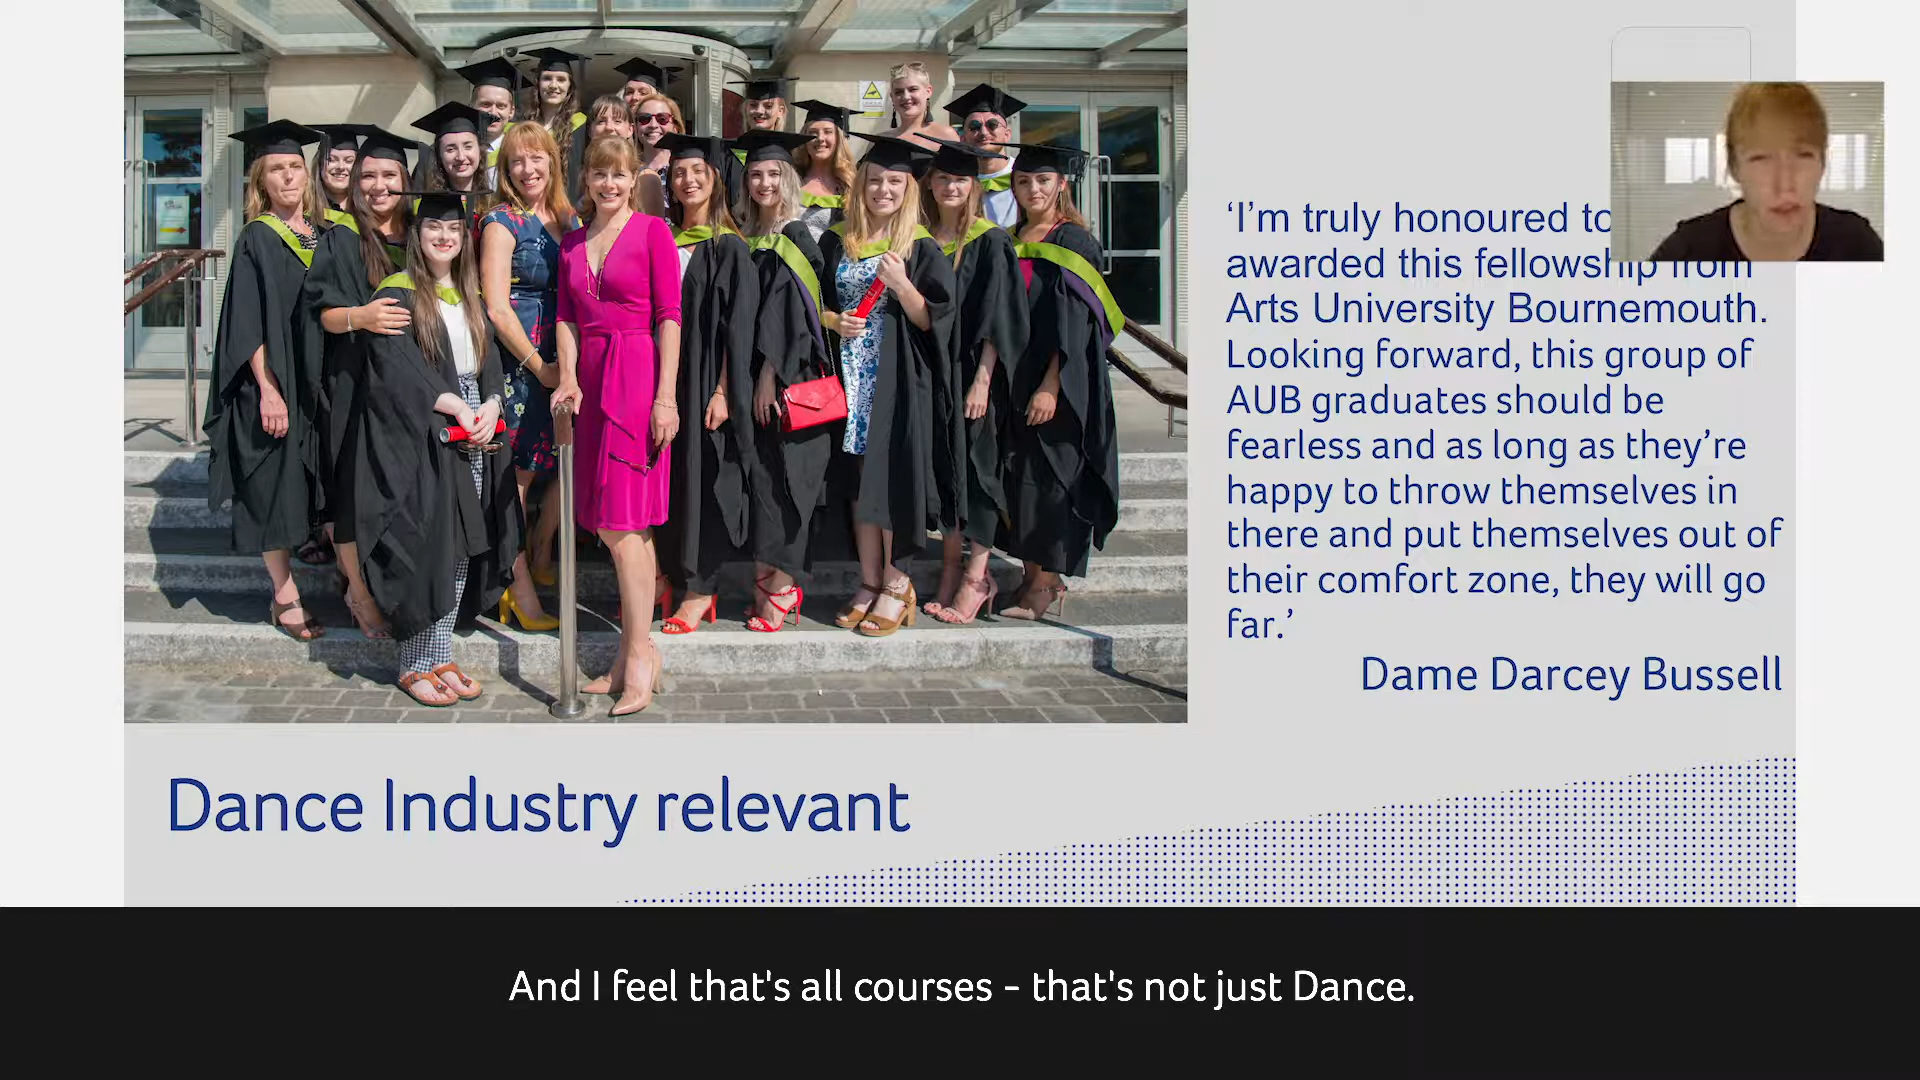 ‘I’m truly honoured to
awarded this fellowship from
Arts University Bournemouth.
Looking forward, this group of
AUB graduates should be
fearless and as long as they’re
happy to throw themselves in
there and put themselves out of
their comfort zone, they will go
far.’
Dame Darcey Bussell
Dance Industry relevant
And I feel that's all courses - that's not just Dance.